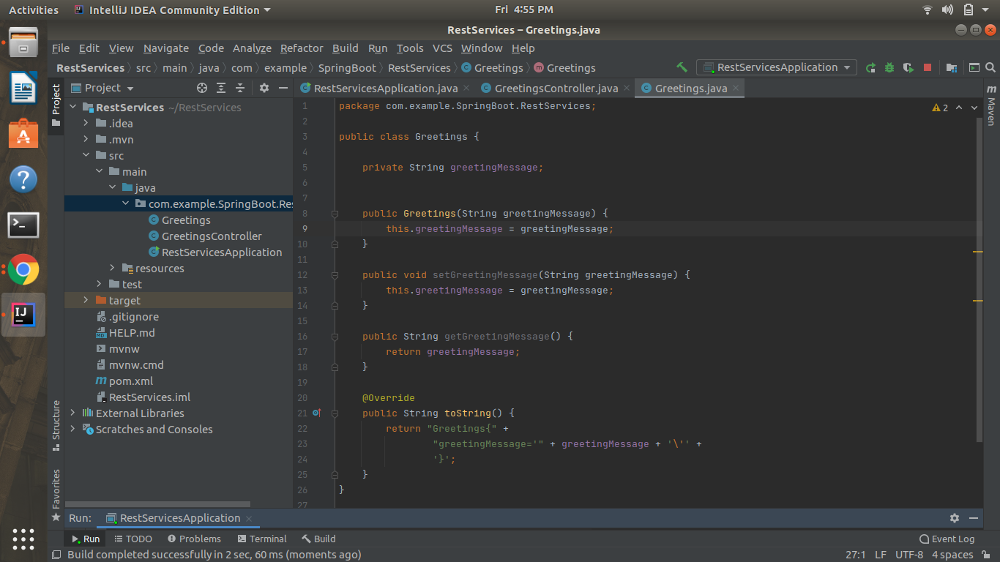 Activities IntelliJ IDEA Community Edition Fri 4:55 PM
RestServices – Greetings.java
File Edit View Navigate Code Analyze Refactor Build Run Tools VCS Window Help
RestServices src main java com example SpringBoot RestServices Greetings Greetings RestServicesApplication
Project RestServicesApplication.java GreetingsController.java Greetings.java
Project
Maven
RestServices ~/RestServices
.idea
.mvn
src
main
java
com.example.SpringBoot.Res
Greetings
GreetingsController
RestServicesApplication
resources
test
target
.gitignore
HELP.md
mvnw
mvnw.cmd
pom.xml
RestServices.iml
External Libraries
Scratches and Consoles
Structure
Favorites
2
1 package com.example.SpringBoot.RestServices;
2
3 public class Greetings {
4
5 private String greetingMessage;
6
7
8 public Greetings(String greetingMessage) {
9 this.greetingMessage = greetingMessage;
10 }
11
12 public void setGreetingMessage(String greetingMessage) {
13 this.greetingMessage = greetingMessage;
14 }
15
16 public String getGreetingMessage() {
17 return greetingMessage;
18 }
19
20 @Override
21 public String toString() {
22 return "Greetings{" +
23 "greetingMessage='" + greetingMessage + '\'' +
24 '}';
25 }
26 }
27
Run: RestServicesApplication
Run TODO Problems Terminal Build Event Log
Build completed successfully in 2 sec, 60 ms (moments ago) 27:1 LF UTF-8 4 spaces